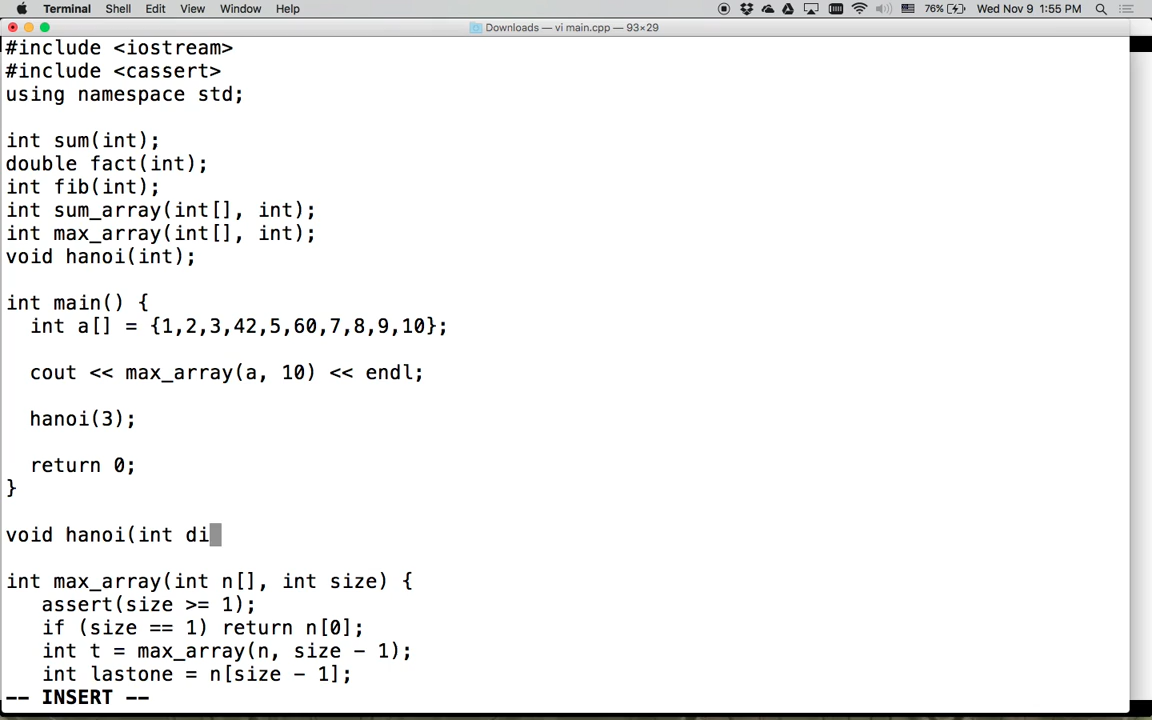 Terminal Shell Edit View Window Help 76% Wed Nov 9 1:55 PM
Downloads — vi main.cpp — 93×29
#include <iostream>
#include <cassert>
using namespace std;
int sum(int);
double fact(int);
int fib(int);
int sum_array(int[], int);
int max_array(int[], int);
void hanoi(int);
int main() {
int a[] = {1,2,3,42,5,60,7,8,9,10};
cout << max_array(a, 10) << endl;
hanoi(3);
return 0;
}
void hanoi(int di
int max_array(int n[], int size) {
assert(size >= 1);
if (size == 1) return n[0];
int t = max_array(n, size - 1);
int lastone = n[size - 1];
-- INSERT --